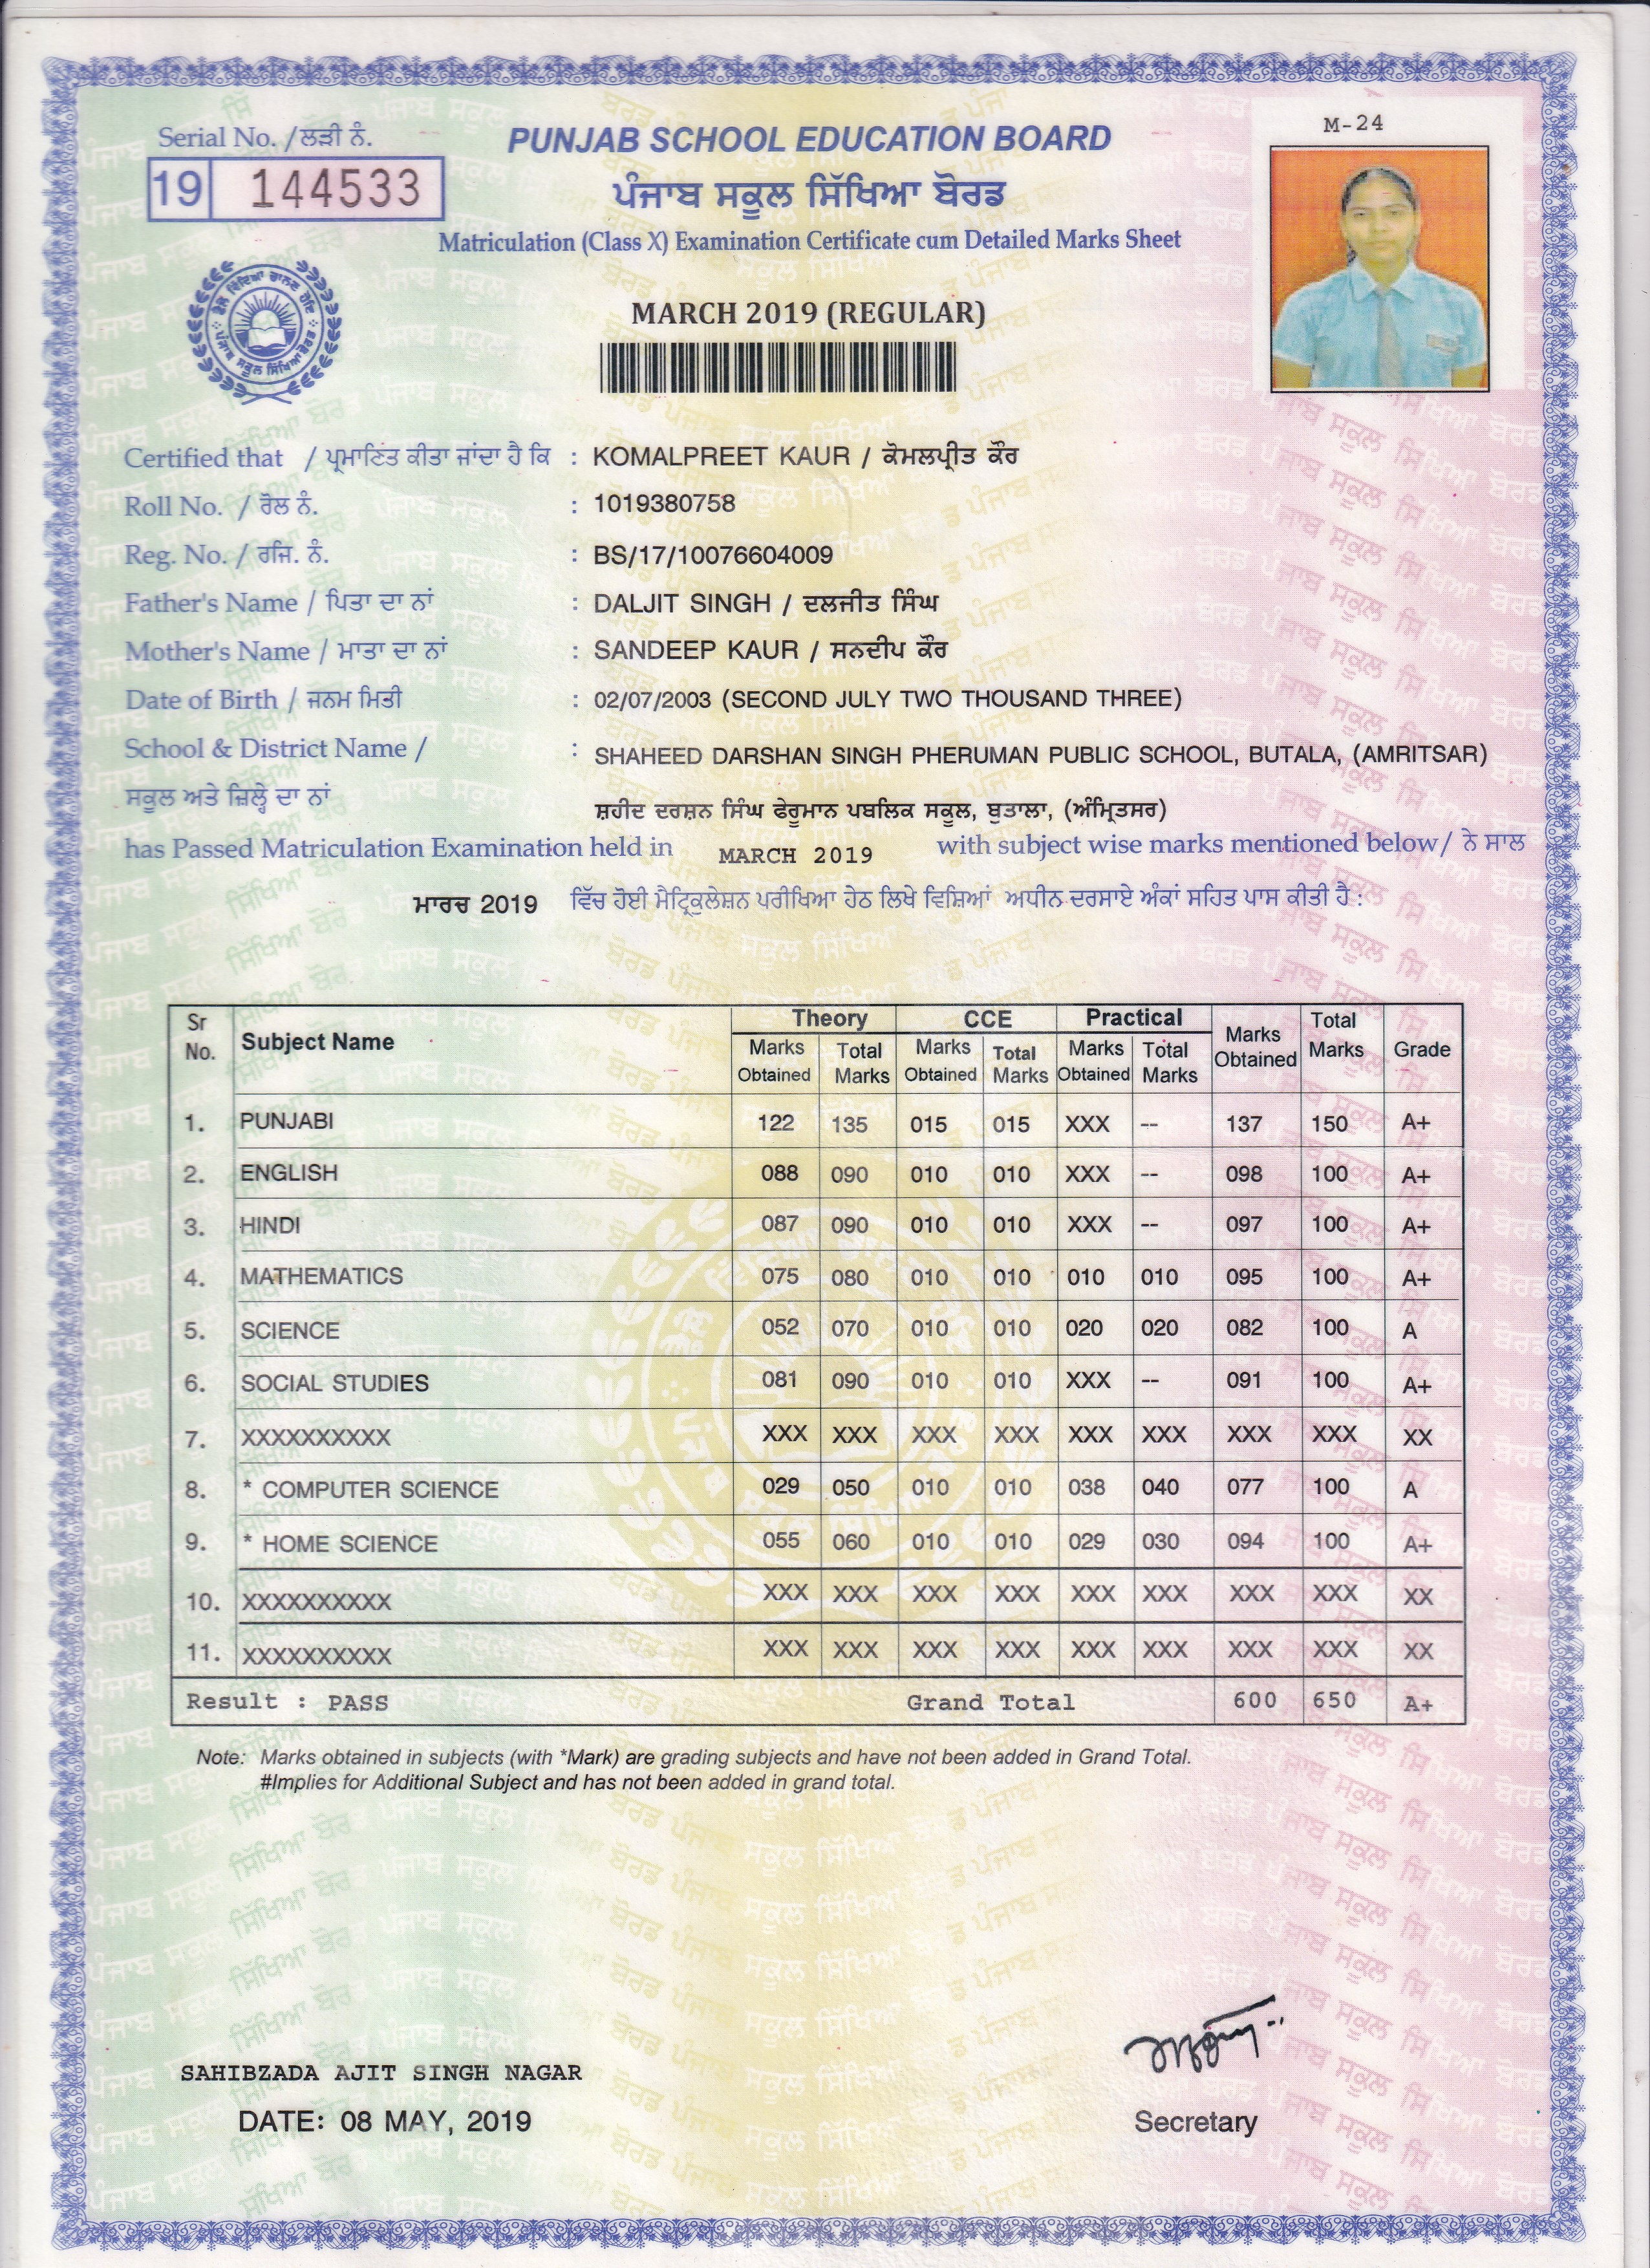 Serial No. /ਲੜੀ ਨੰ.
19 144533
PUNJAB SCHOOL EDUCATION BOARD
ਪੰਜਾਬ ਸਕੂਲ ਸਿੱਖਿਆ ਬੋਰਡ
Matriculation (Class X) Examination Certificate cum Detailed Marks Sheet
M-24
MARCH 2019 (REGULAR)
Certified that / ਪ੍ਰਮਾਣਿਤ ਕੀਤਾ ਜਾਂਦਾ ਹੈ ਕਿ : KOMALPREET KAUR / ਕੋਮਲਪ੍ਰੀਤ ਕੌਰ
Roll No. / ਰੋਲ ਨੰ. : 1019380758
Reg. No. / ਰਜਿ. ਨੰ. : BS/17/10076604009
Father's Name / ਪਿਤਾ ਦਾ ਨਾਂ : DALJIT SINGH / ਦਲਜੀਤ ਸਿੰਘ
Mother's Name / ਮਾਤਾ ਦਾ ਨਾਂ : SANDEEP KAUR / ਸਨਦੀਪ ਕੌਰ
Date of Birth / ਜਨਮ ਮਿਤੀ : 02/07/2003 (SECOND JULY TWO THOUSAND THREE)
School & District Name / : SHAHEED DARSHAN SINGH PHERUMAN PUBLIC SCHOOL, BUTALA, (AMRITSAR)
ਸਕੂਲ ਅਤੇ ਜ਼ਿਲ੍ਹੇ ਦਾ ਨਾਂ ਸ਼ਹੀਦ ਦਰਸ਼ਨ ਸਿੰਘ ਫੇਰੂਮਾਨ ਪਬਲਿਕ ਸਕੂਲ, ਬੁਤਾਲਾ, (ਅੰਮ੍ਰਿਤਸਰ)
has Passed Matriculation Examination held in MARCH 2019 with subject wise marks mentioned below/ ਨੇ ਸਾਲ
ਮਾਰਚ 2019 ਵਿੱਚ ਹੋਈ ਮੈਟ੍ਰਿਕੁਲੇਸ਼ਨ ਪਰੀਖਿਆ ਹੇਠ ਲਿਖੇ ਵਿਸ਼ਿਆਂ ਅਧੀਨ ਦਰਸਾਏ ਅੰਕਾਂ ਸਹਿਤ ਪਾਸ ਕੀਤੀ ਹੈ :
Sr No. Subject Name Theory CCE Practical Marks Obtained Total Marks Grade
Marks Obtained Total Marks Marks Obtained Total Marks Marks Obtained Total Marks
1. PUNJABI 122 135 015 015 XXX -- 137 150 A+
2. ENGLISH 088 090 010 010 XXX -- 098 100 A+
3. HINDI 087 090 010 010 XXX -- 097 100 A+
4. MATHEMATICS 075 080 010 010 010 010 095 100 A+
5. SCIENCE 052 070 010 010 020 020 082 100 A
6. SOCIAL STUDIES 081 090 010 010 XXX -- 091 100 A+
7. XXXXXXXXXX XXX XXX XXX XXX XXX XXX XXX XXX XX
8. * COMPUTER SCIENCE 029 050 010 010 038 040 077 100 A
9. * HOME SCIENCE 055 060 010 010 029 030 094 100 A+
10. XXXXXXXXXX XXX XXX XXX XXX XXX XXX XXX XXX XX
11. XXXXXXXXXX XXX XXX XXX XXX XXX XXX XXX XXX XX
Result : PASS Grand Total 600 650 A+
Note: Marks obtained in subjects (with *Mark) are grading subjects and have not been added in Grand Total.
#Implies for Additional Subject and has not been added in grand total.
SAHIBZADA AJIT SINGH NAGAR
DATE: 08 MAY, 2019
Secretary